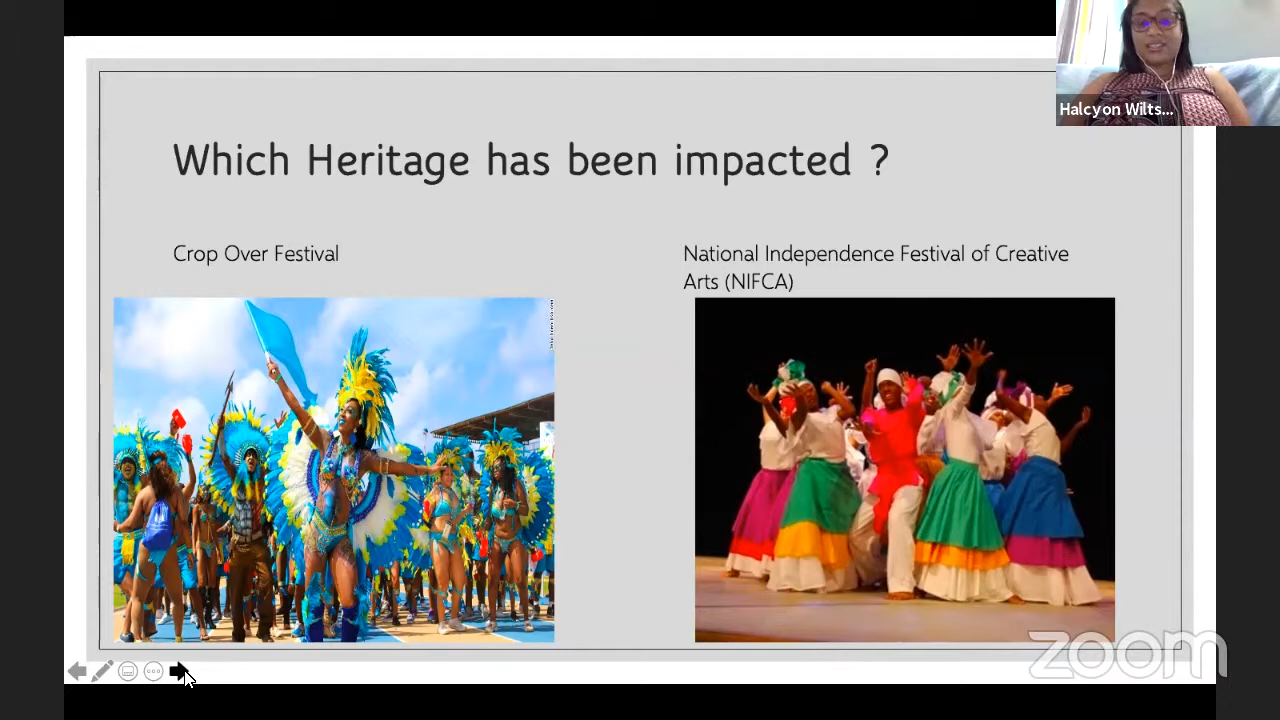 Halcyon Wilts...
Which Heritage has been impacted ?
Crop Over Festival
National Independence Festival of Creative
Arts (NIFCA)
zoom